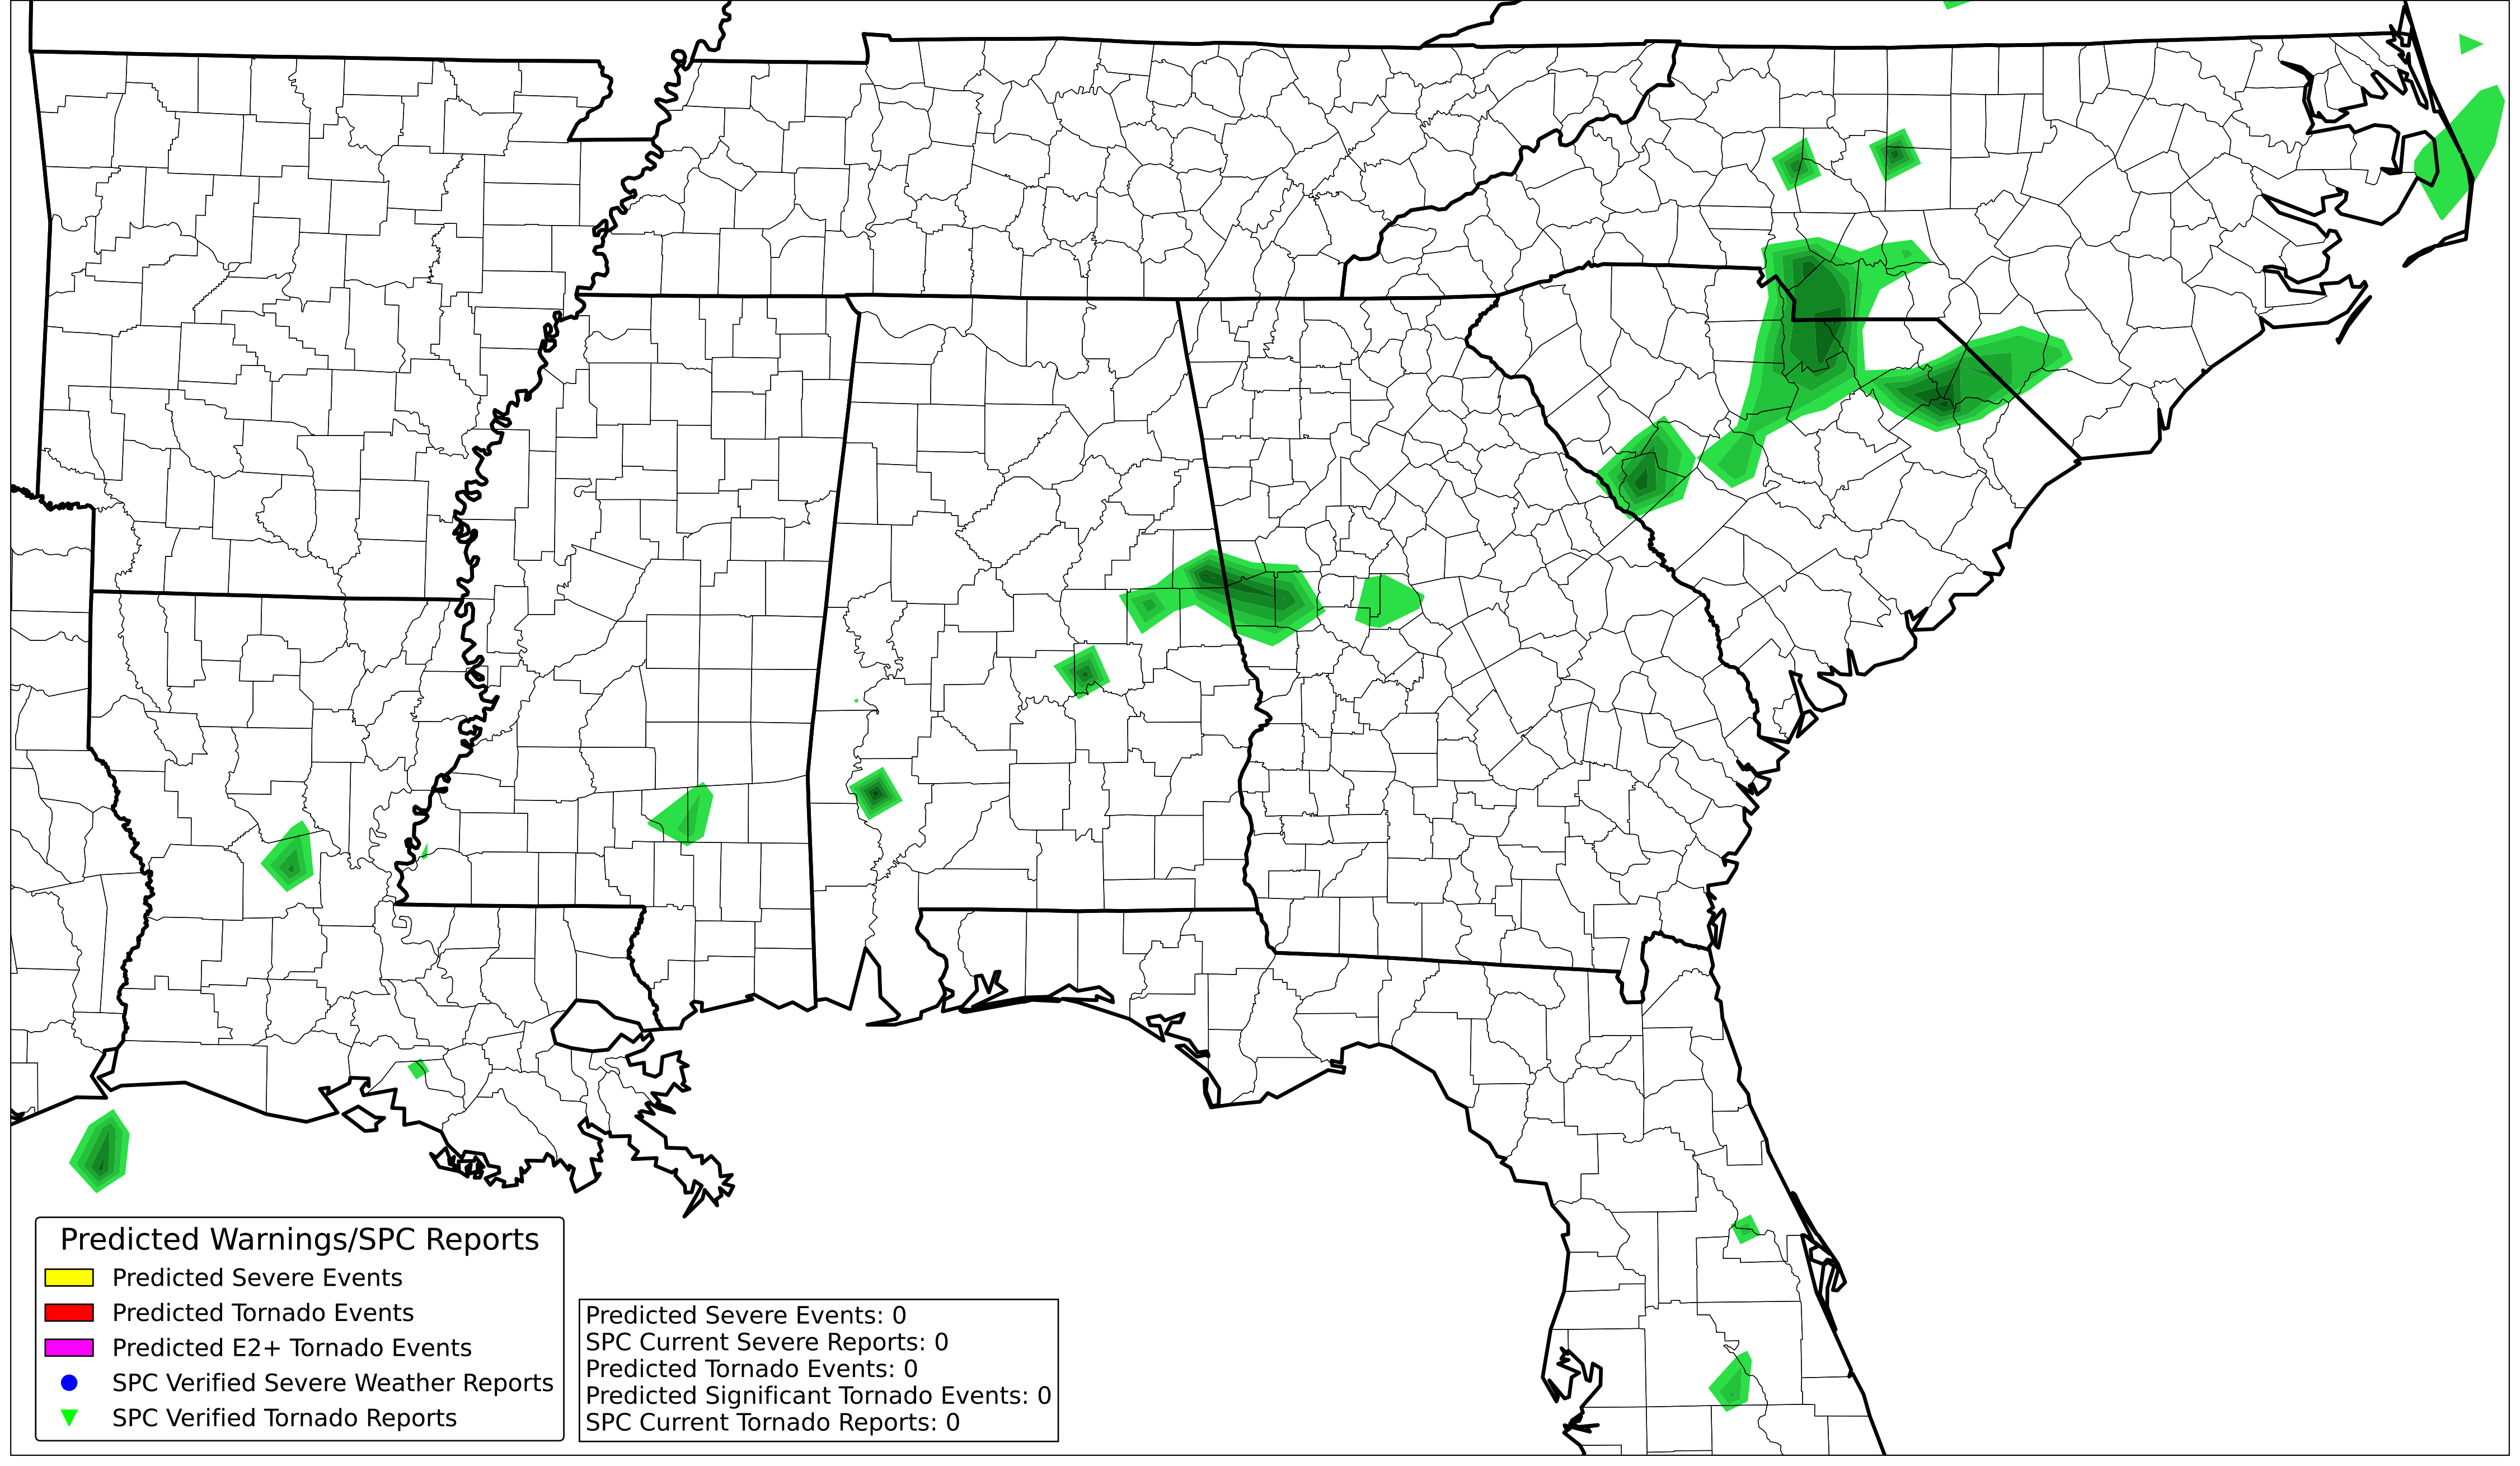 Predicted Warnings/SPC Reports
Predicted Severe Events
Predicted Tornado Events
Predicted E2+ Tornado Events
SPC Verified Severe Weather Reports
SPC Verified Tornado Reports
Predicted Severe Events: 0
SPC Current Severe Reports: 0
Predicted Tornado Events: 0
Predicted Significant Tornado Events: 0
SPC Current Tornado Reports: 0